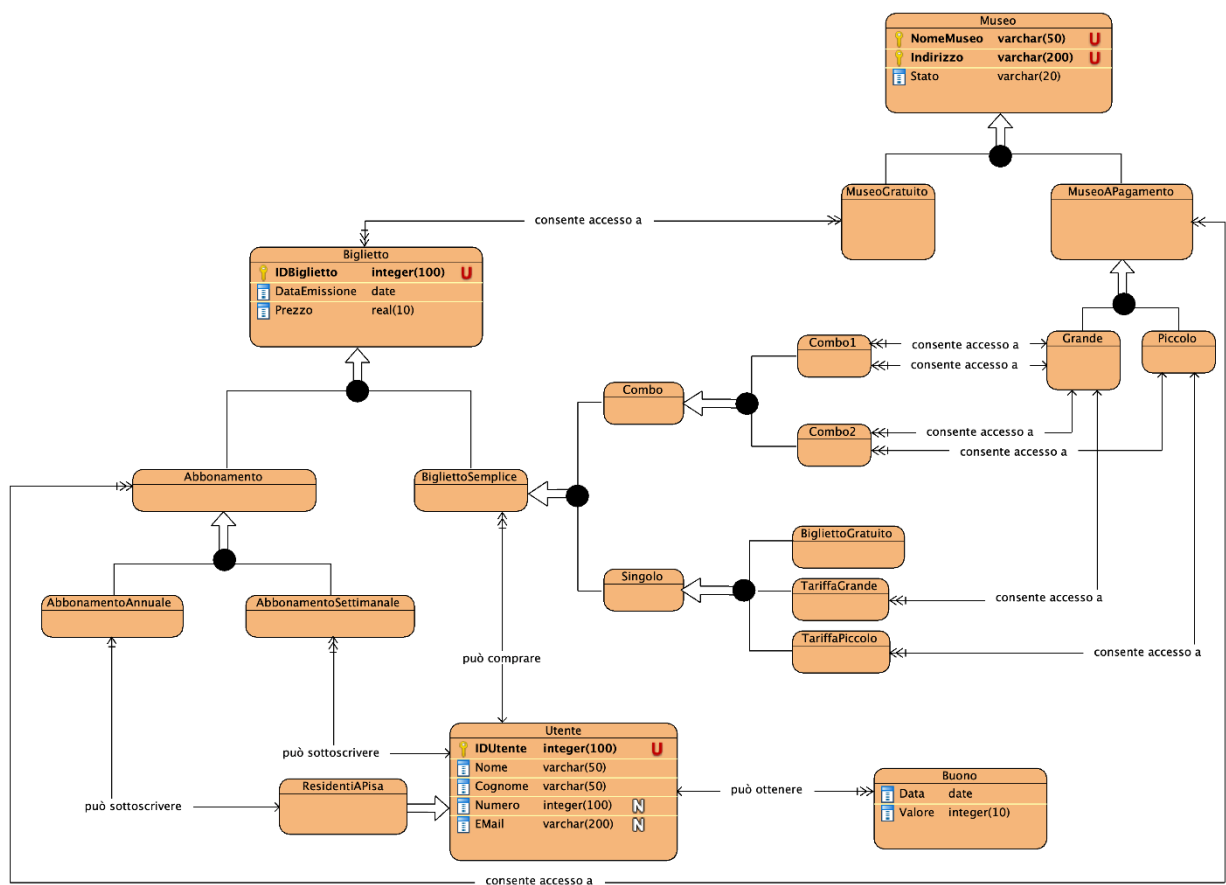 Museo
NomeMuseo varchar(50) U
Indirizzo varchar(200) U
Stato varchar(20)
MuseoGratuito
MuseoAPagamento
consente accesso a
Biglietto
IDBiglietto integer(100) U
DataEmissione date
Prezzo real(10)
Combo1
consente accesso a
consente accesso a
Grande
Piccolo
Combo
Combo2
consente accesso a
consente accesso a
Abbonamento
BigliettoSemplice
BigliettoGratuito
Singolo
TariffaGrande
consente accesso a
AbbonamentoAnnuale
AbbonamentoSettimanale
TariffaPiccolo
consente accesso a
può comprare
Utente
IDUtente integer(100) U
Nome varchar(50)
Cognome varchar(50)
Numero integer(100) N
EMail varchar(200) N
può sottoscrivere
ResidentiAPisa
può sottoscrivere
può ottenere
Buono
Data date
Valore integer(10)
consente accesso a